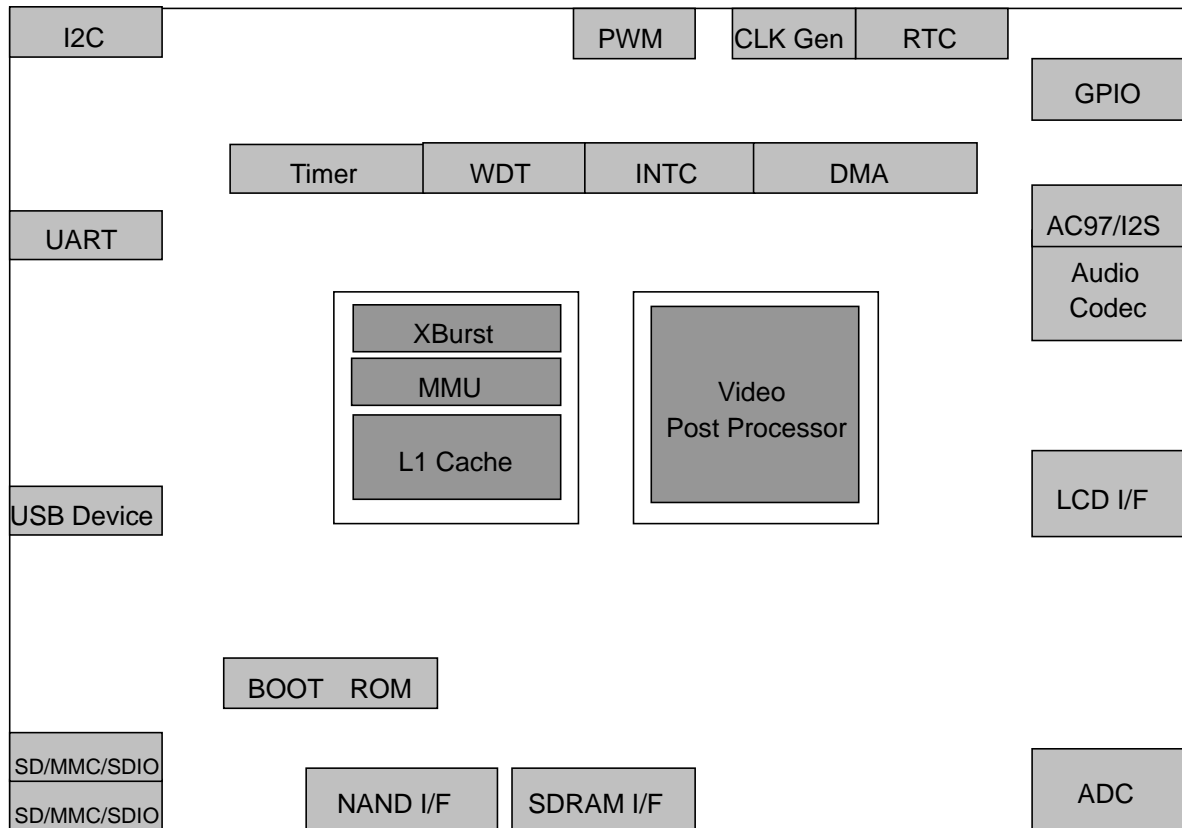 I2C
PWM
CLK Gen
RTC
GPIO
Timer
WDT
INTC
DMA
UART
AC97/I2S
Audio
Codec
XBurst
MMU
L1 Cache
Video
Post Processor
USB Device
LCD I/F
BOOT ROM
SD/MMC/SDIO
SD/MMC/SDIO
NAND I/F
SDRAM I/F
ADC